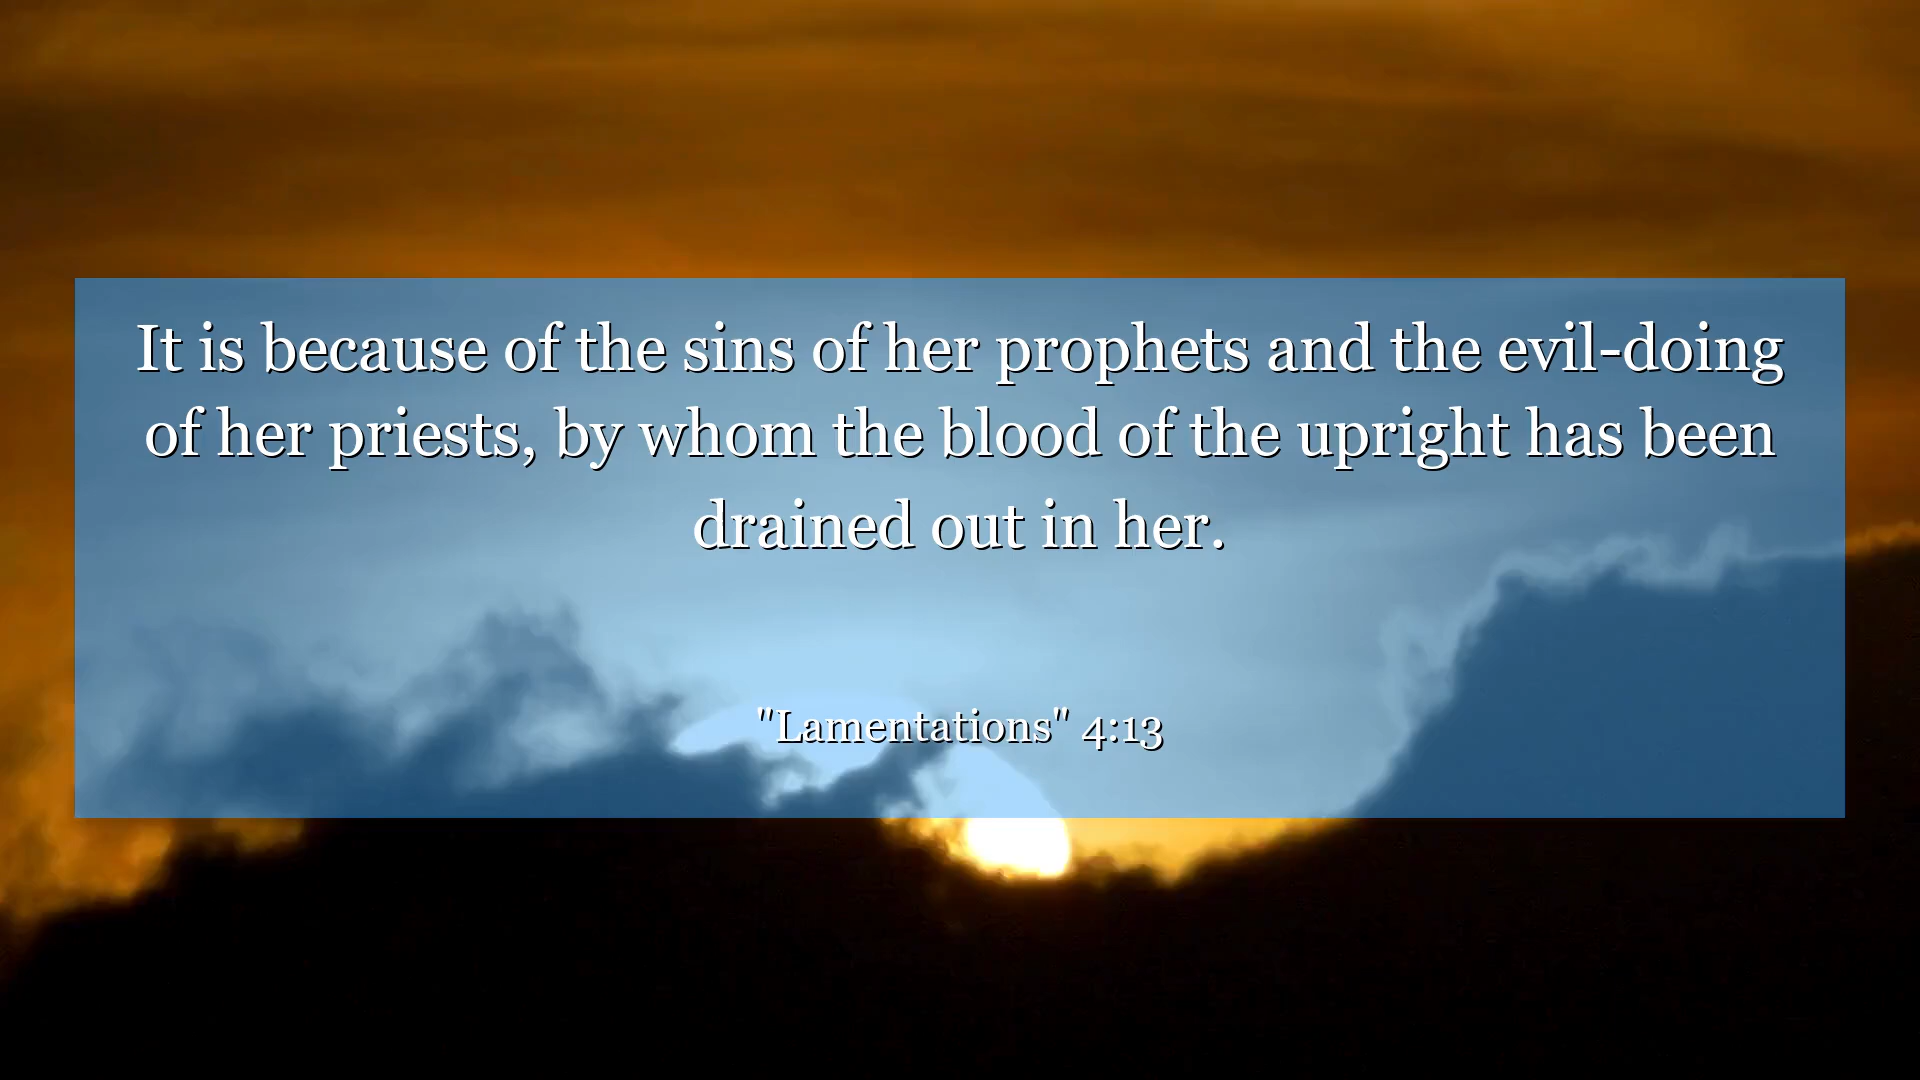 It is because of the sins of her prophets and the evil-doing
of her priests, by whom the blood of the upright has been
drained out in her.
"Lamentations" 4:13